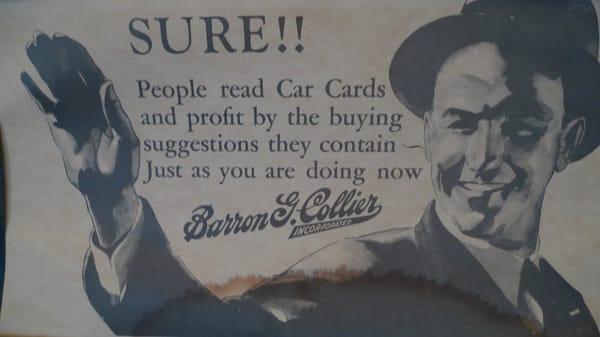 SURE!!
People read Car Cards
and profit by the buying
suggestions they contain –
Just as you are doing now
Barron G. Collier
INCORPORATED